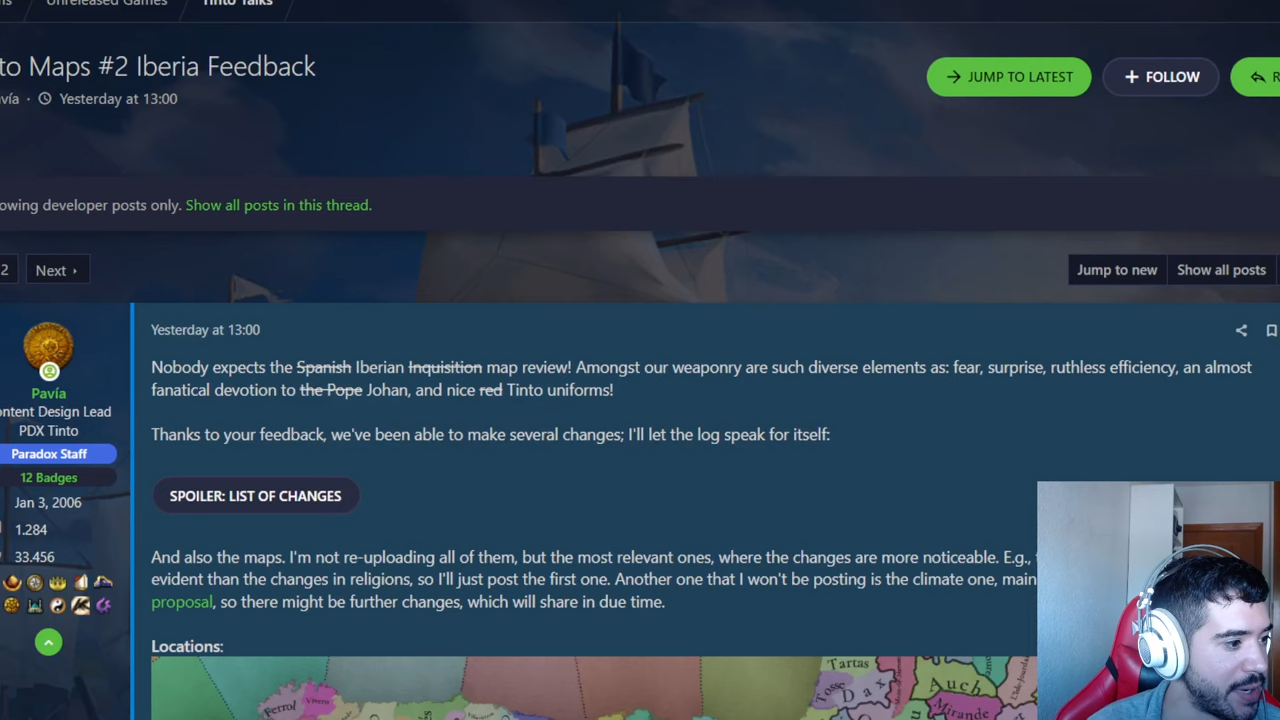 Unreleased Games
Tinto Talks
to Maps #2 Iberia Feedback
avía · Yesterday at 13:00
JUMP TO LATEST
+ FOLLOW
R
owing developer posts only. Show all posts in this thread.
2
Next
Jump to new
Show all posts
Yesterday at 13:00
Nobody expects the Spanish Iberian Inquisition map review! Amongst our weaponry are such diverse elements as: fear, surprise, ruthless efficiency, an almost
fanatical devotion to the Pope Johan, and nice red Tinto uniforms!
Pavía
ontent Design Lead
PDX Tinto
Paradox Staff
12 Badges
Jan 3, 2006
1.284
33.456
Thanks to your feedback, we've been able to make several changes; I'll let the log speak for itself:
SPOILER: LIST OF CHANGES
And also the maps. I'm not re-uploading all of them, but the most relevant ones, where the changes are more noticeable. E.g.,
evident than the changes in religions, so I'll just post the first one. Another one that I won't be posting is the climate one, main
proposal, so there might be further changes, which will share in due time.
Locations:
Ferrol
Tartas
Dax
Auch
Mirande